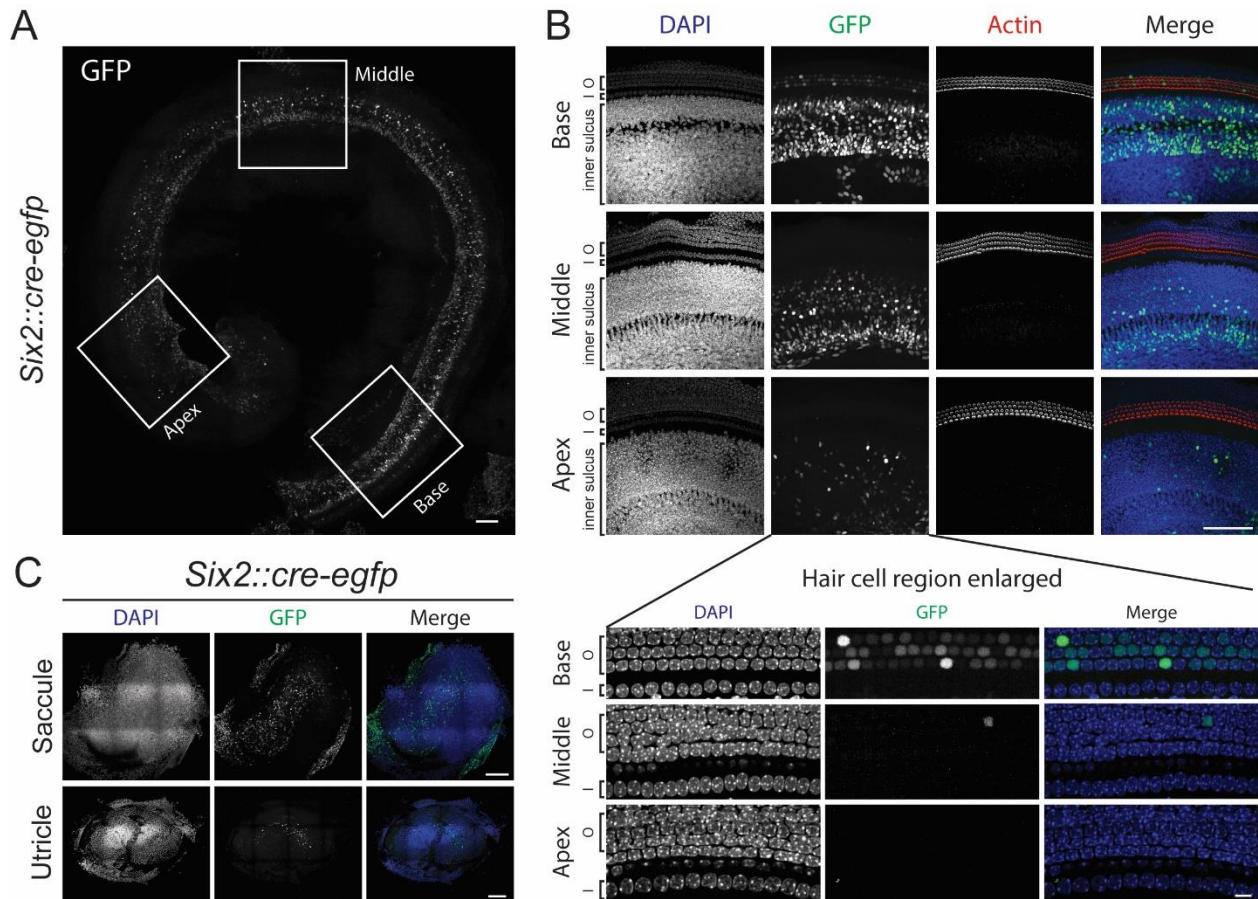 A
GFP
Middle
Six2::cre-egfp
Apex
Base
B
DAPI GFP Actin Merge
Base
O
I
inner sulcus
Middle
O
I
inner sulcus
Apex
O
I
inner sulcus
C
Six2::cre-egfp
DAPI GFP Merge
Saccule
Utricle
Hair cell region enlarged
DAPI GFP Merge
Base
O
I
Middle
O
I
Apex
O
I